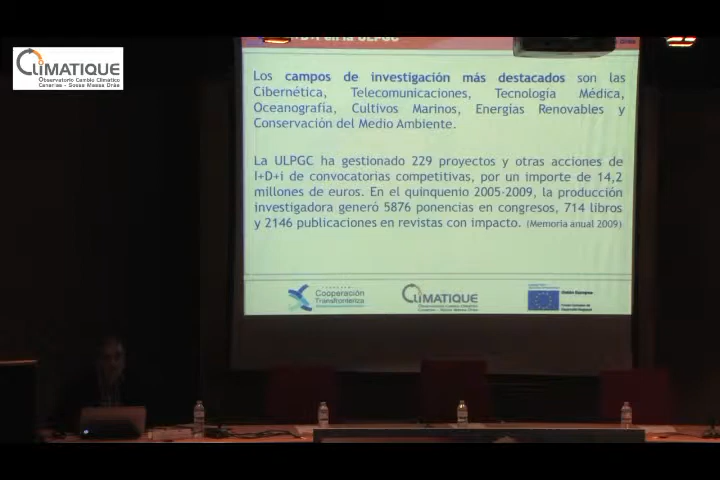 CLIMATIQUE
Observatorio Cambio Climático
Canarias - Souss Massa Drâa
I+D+i en la ULPGC
Los campos de investigación más destacados son las
Cibernética, Telecomunicaciones, Tecnología Médica,
Oceanografía, Cultivos Marinos, Energías Renovables y
Conservación del Medio Ambiente.
La ULPGC ha gestionado 229 proyectos y otras acciones de
I+D+i de convocatorias competitivas, por un importe de 14,2
millones de euros. En el quinquenio 2005-2009, la producción
investigadora generó 5876 ponencias en congresos, 714 libros
y 2146 publicaciones en revistas con impacto. (Memoria anual 2009)
Cooperación
Transfronteriza
CLIMATIQUE
Unión Europea